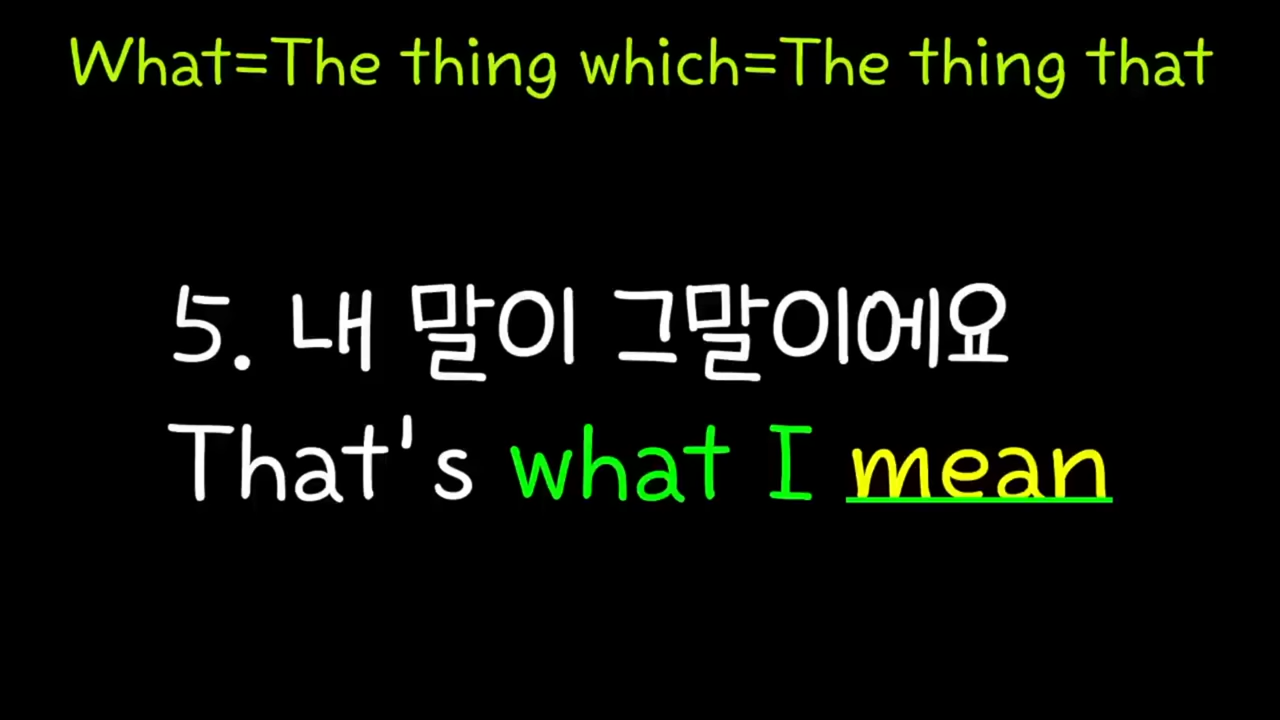 What=The thing which=The thing that
5. 내 말이 그말이에요
That's what I mean